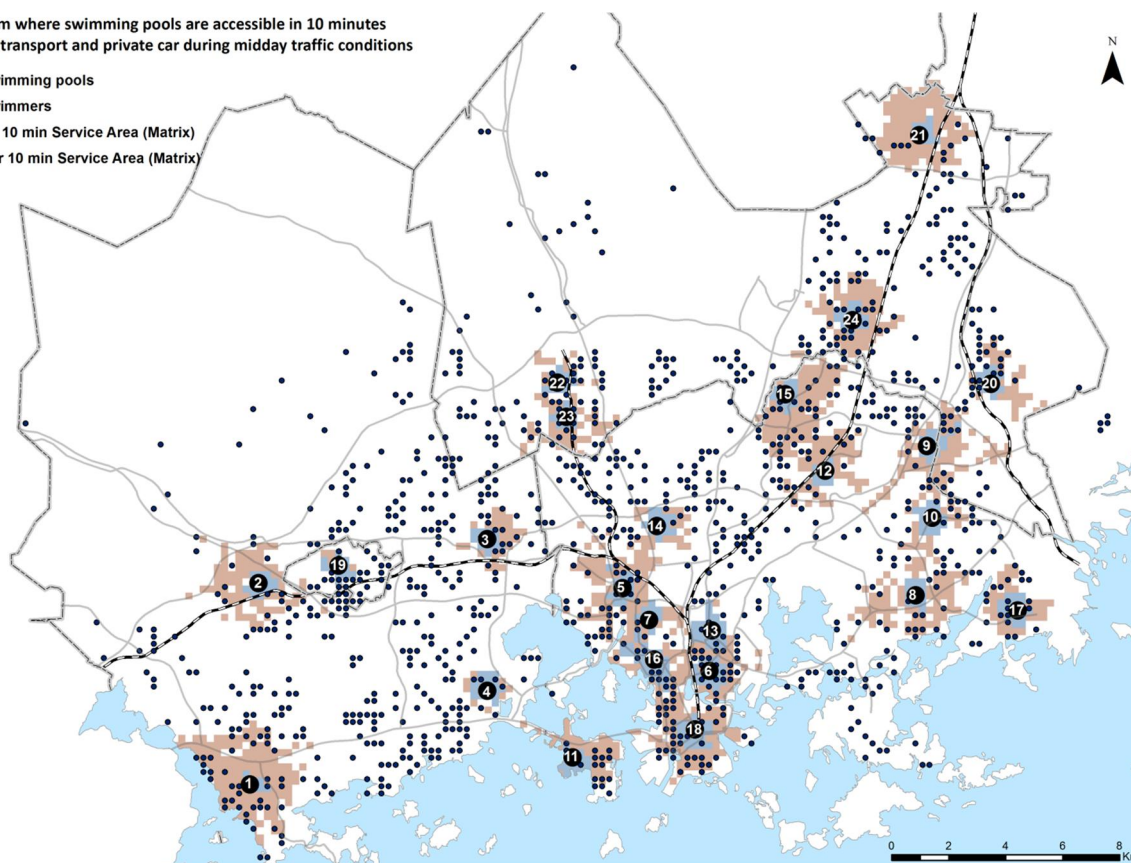 m where swimming pools are accessible in 10 minutes
transport and private car during midday traffic conditions
imming pools
immers
10 min Service Area (Matrix)
r 10 min Service Area (Matrix)
N
21
24
22
15
20
23
9
12
10
14
3
19
2
5
8
17
7
13
16
6
4
18
11
1
0 2 4 6 8
K